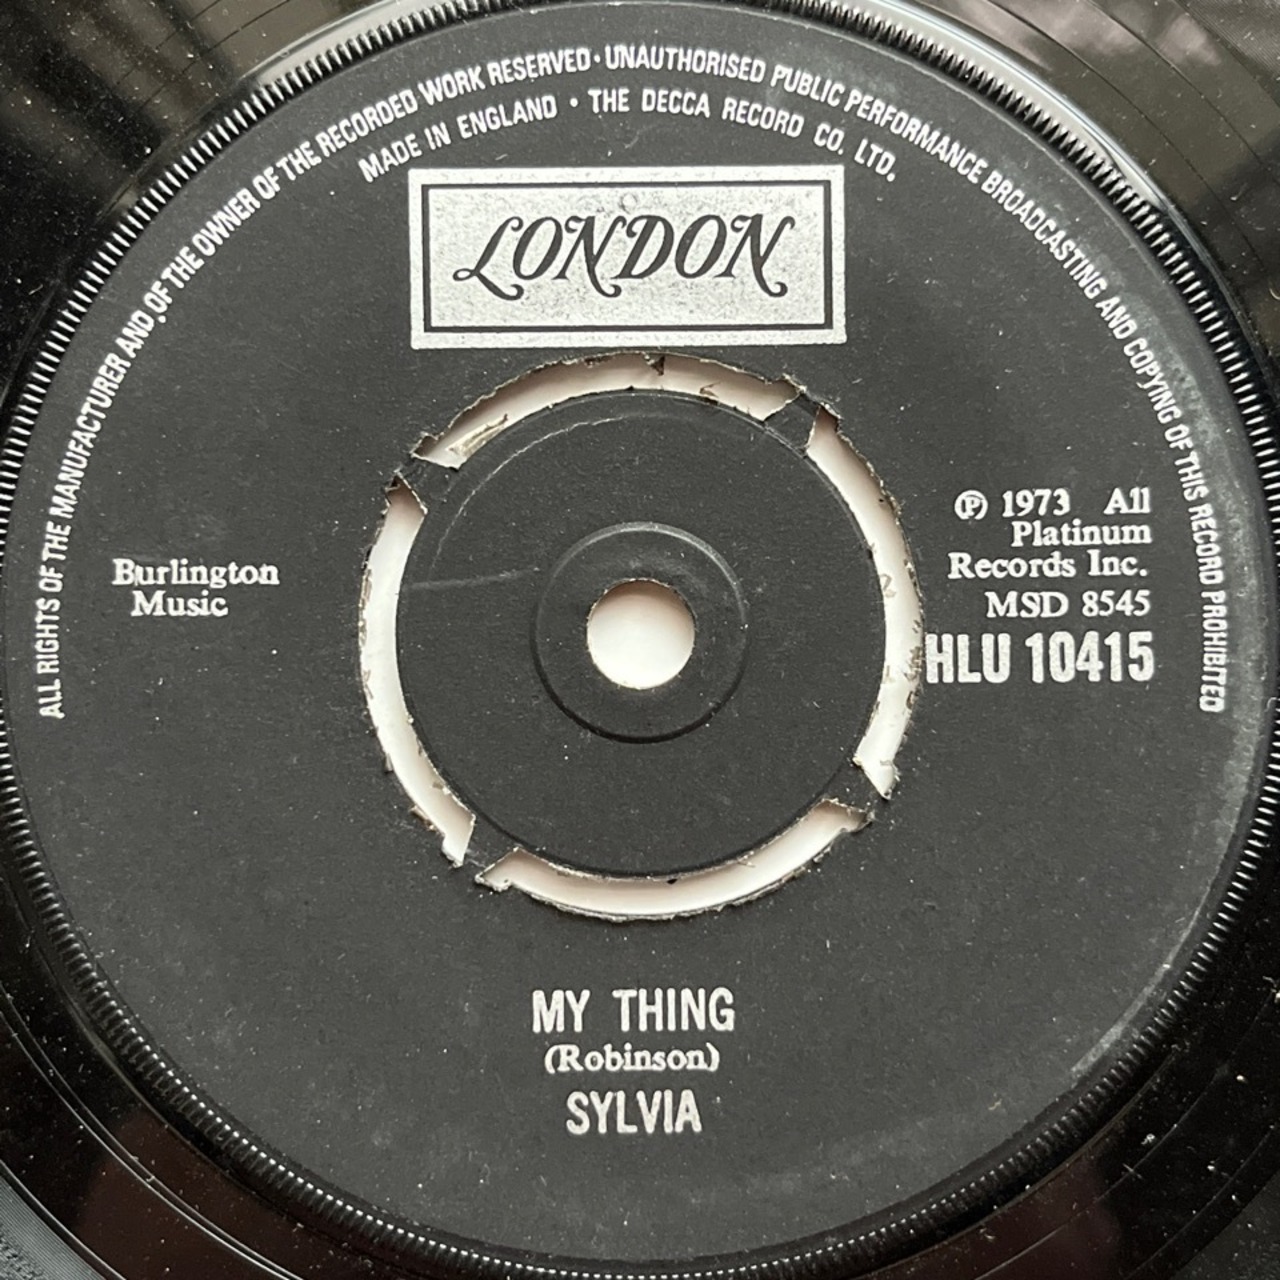 ALL RIGHTS OF THE MANUFACTURER AND OF THE OWNER OF THE RECORDED WORK RESERVED · UNAUTHORISED PUBLIC PERFORMANCE BROADCASTING AND COPYING OF THIS RECORD PROHIBITED
MADE IN ENGLAND · THE DECCA RECORD CO. LTD.
LONDON
Ⓟ 1973 All
Platinum
Records Inc.
MSD 8545
HLU 10415
Burlington
Music
MY THING
(Robinson)
SYLVIA